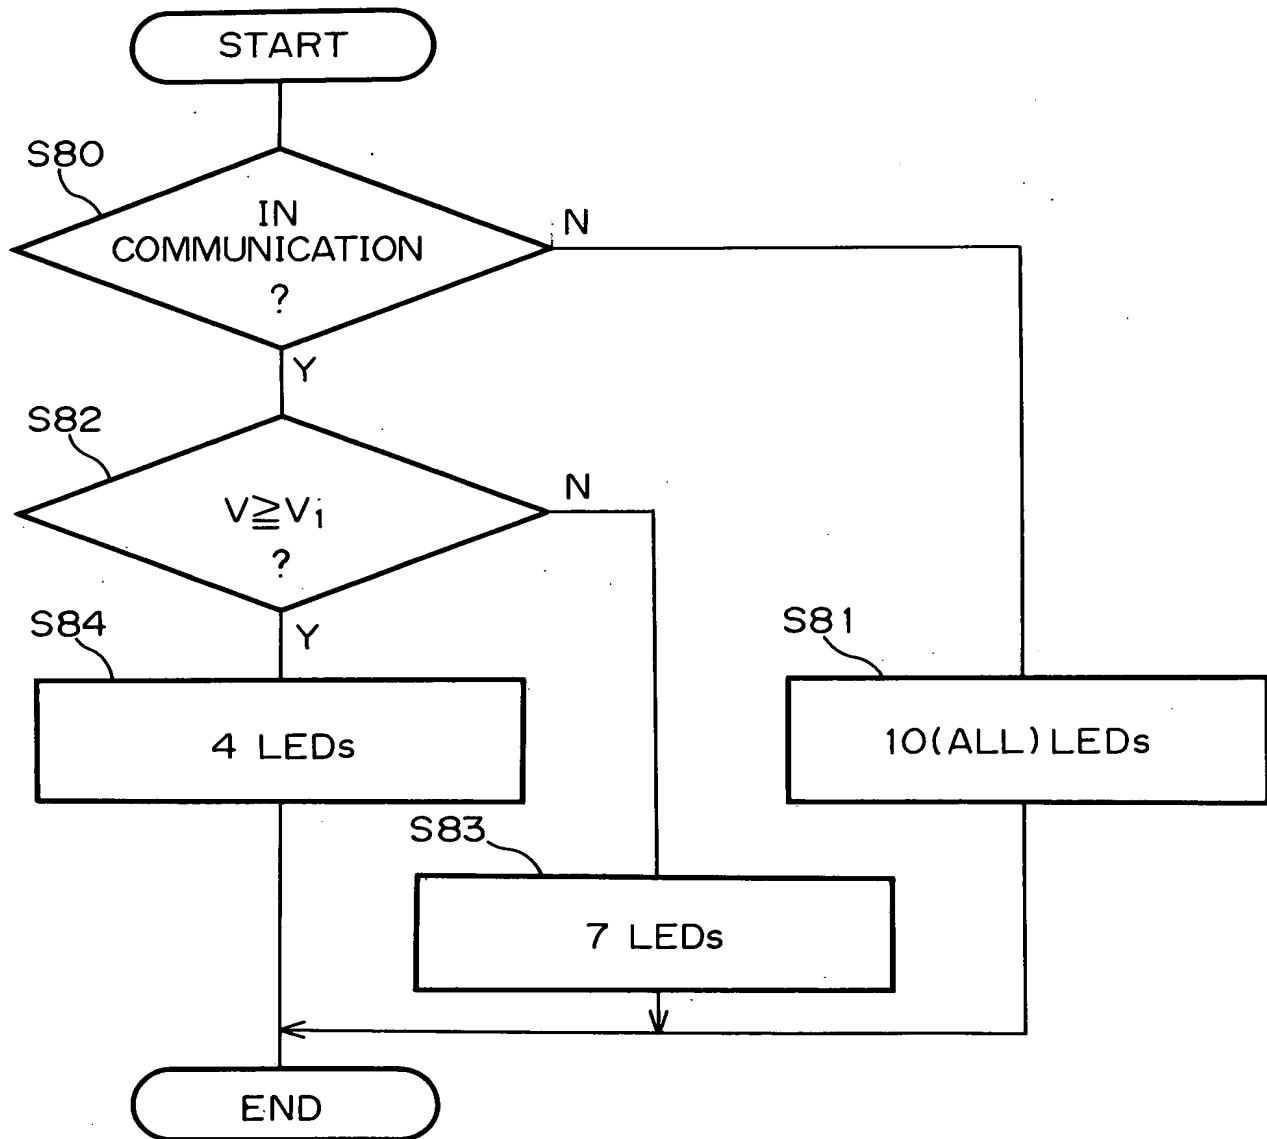 START
S80
IN
COMMUNICATION
?
N
Y
S82
V≧V₁
?
N
Y
S84
4 LEDs
S81
10(ALL) LEDs
S83
7 LEDs
END